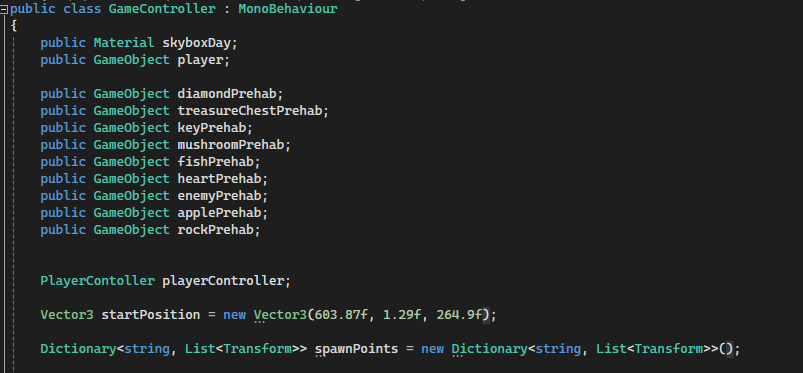 public class GameController : MonoBehaviour
{
public Material skyboxDay;
public GameObject player;
public GameObject diamondPrehab;
public GameObject treasureChestPrehab;
public GameObject keyPrehab;
public GameObject mushroomPrehab;
public GameObject fishPrehab;
public GameObject heartPrehab;
public GameObject enemyPrehab;
public GameObject applePrehab;
public GameObject rockPrehab;
PlayerContoller playerController;
Vector3 startPosition = new Vector3(603.87f, 1.29f, 264.9f);
Dictionary<string, List<Transform>> spawnPoints = new Dictionary<string, List<Transform>>();